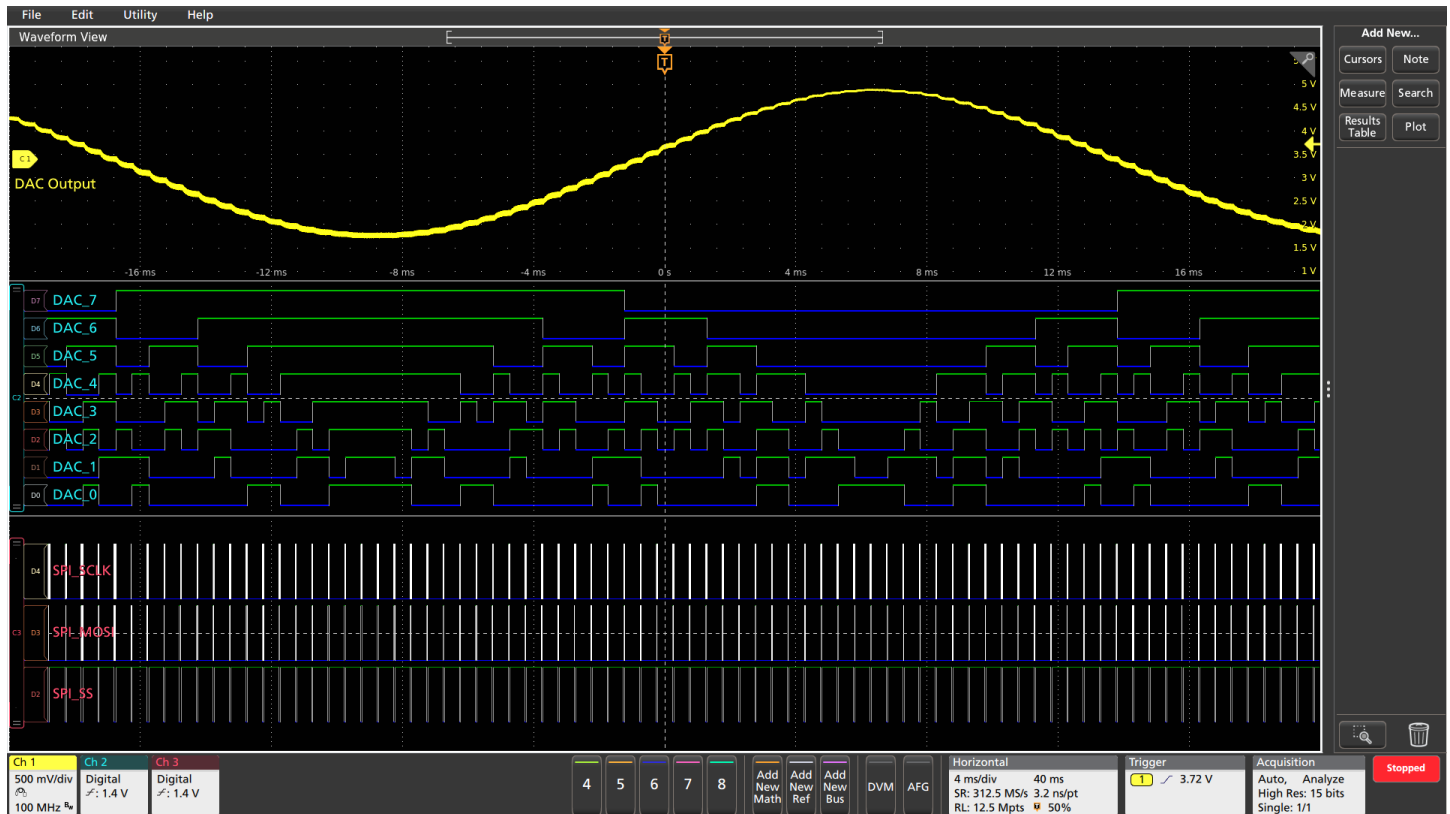 File Edit Utility Help
Waveform View
Add New...
Cursors Note
Measure Search
Results Table Plot
T
T
5 V
4.5 V
4 V
3.5 V
3 V
2.5 V
2 V
1.5 V
1 V
C1
DAC Output
-16 ms -12 ms -8 ms -4 ms 0 s 4 ms 8 ms 12 ms 16 ms
D7 DAC_7
D6 DAC_6
D5 DAC_5
D4 DAC_4
C2
D3 DAC_3
D2 DAC_2
D1 DAC_1
D0 DAC_0
D4 SPI_SCLK
C3 D3 SPI_MOSI
D2 SPI_SS
Ch 1
500 mV/div
100 MHz Bw
Ch 2
Digital
: 1.4 V
Ch 3
Digital
: 1.4 V
4 5 6 7 8
Add New Math
Add New Ref
Add New Bus
DVM AFG
Horizontal
4 ms/div 40 ms
SR: 312.5 MS/s 3.2 ns/pt
RL: 12.5 Mpts 50%
Trigger
1 3.72 V
Acquisition
Auto, Analyze
High Res: 15 bits
Single: 1/1
Stopped